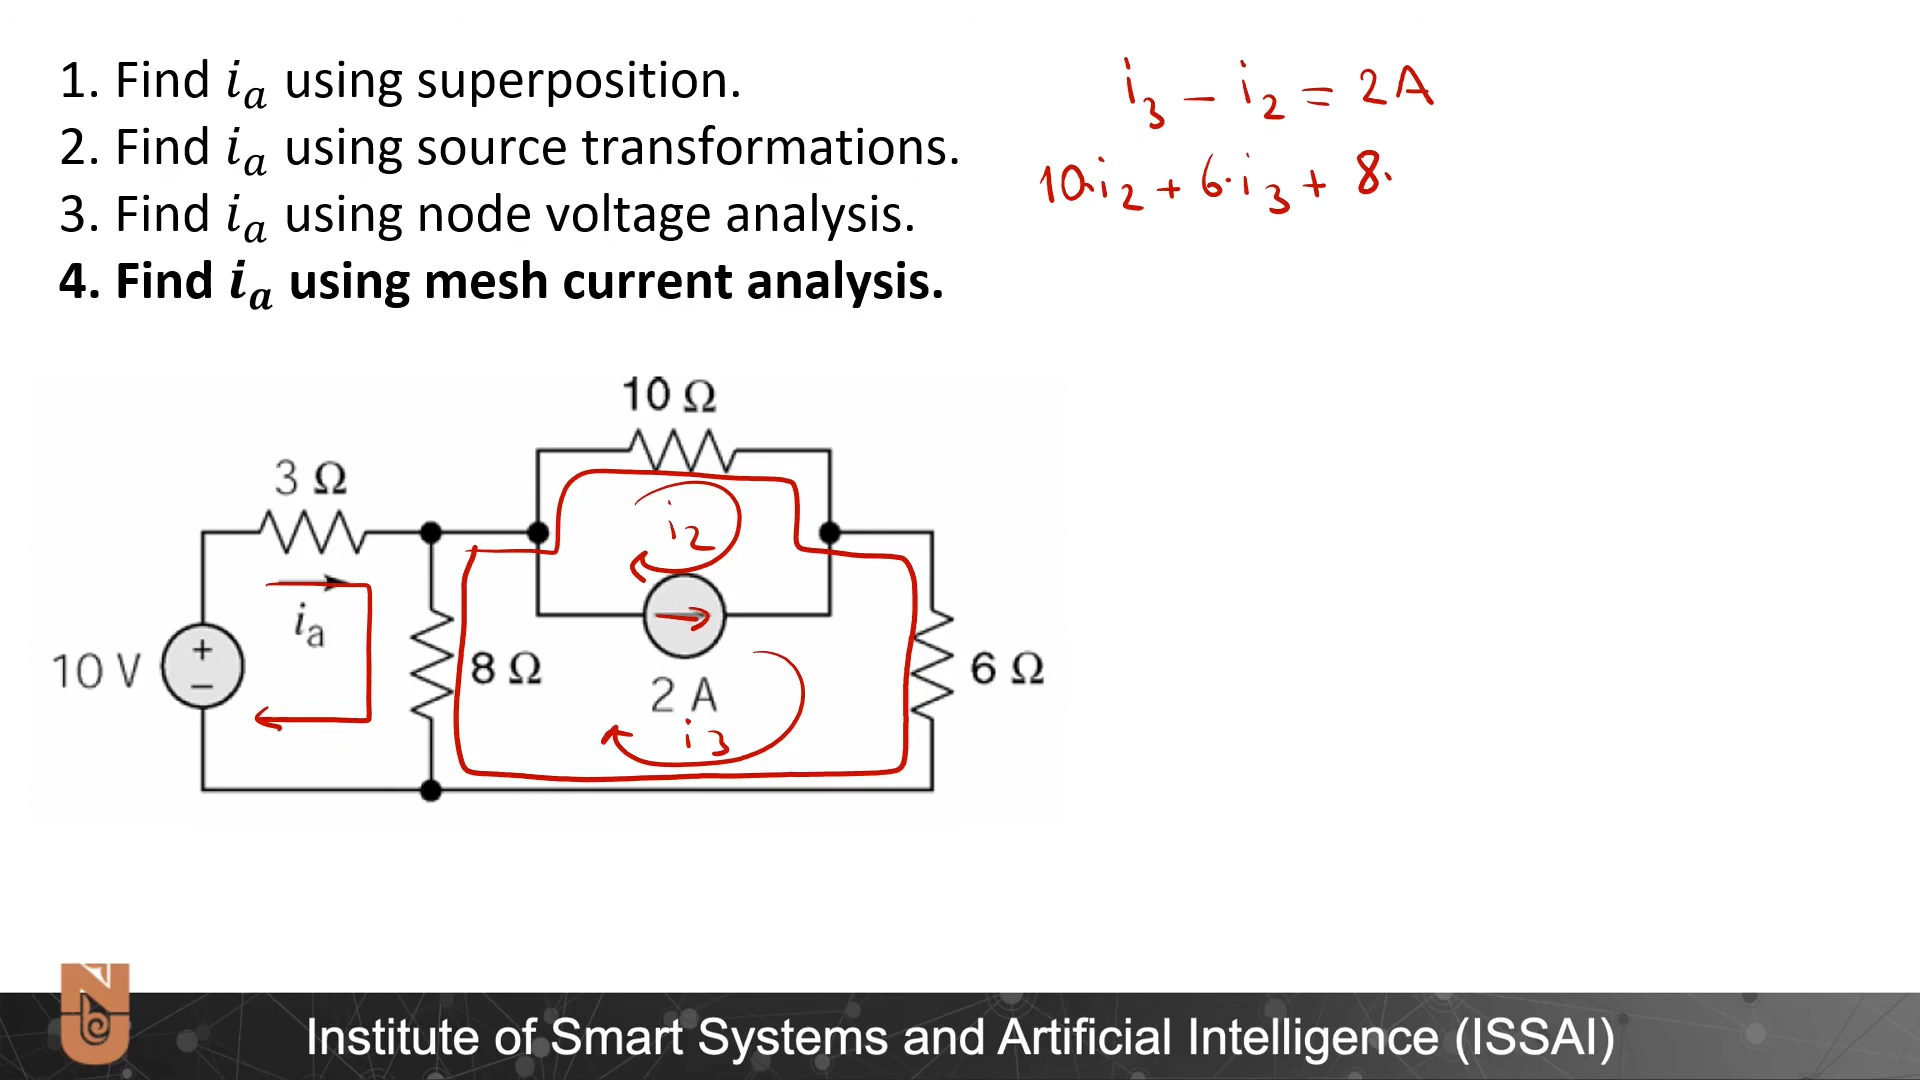 1. Find iₐ using superposition.
2. Find iₐ using source transformations.
3. Find iₐ using node voltage analysis.
4. Find iₐ using mesh current analysis.
i₃ - i₂ = 2A
10·i₂ + 6·i₃ + 8·
10 Ω
3 Ω
i₂
iₐ
10 V
+
−
8 Ω
2 A
6 Ω
i₃
Institute of Smart Systems and Artificial Intelligence (ISSAI)